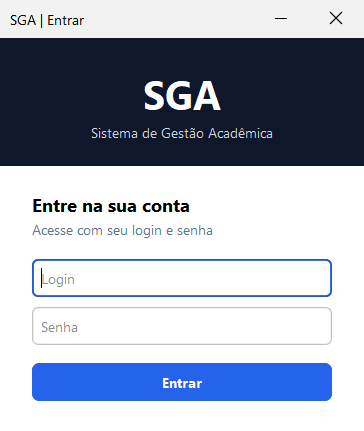 SGA | Entrar
SGA
Sistema de Gestão Acadêmica
Entre na sua conta
Acesse com seu login e senha
Login
Senha
Entrar